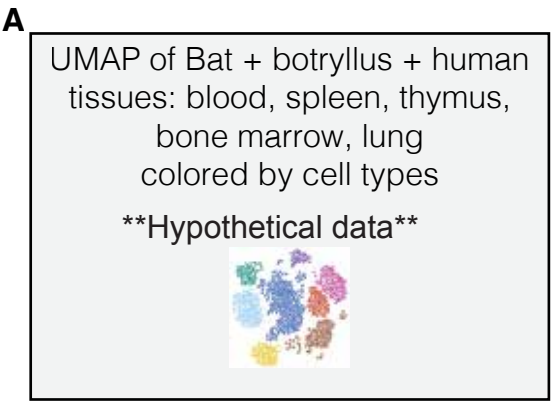 A
UMAP of Bat + botryllus + human
tissues: blood, spleen, thymus,
bone marrow, lung
colored by cell types
**Hypothetical data**